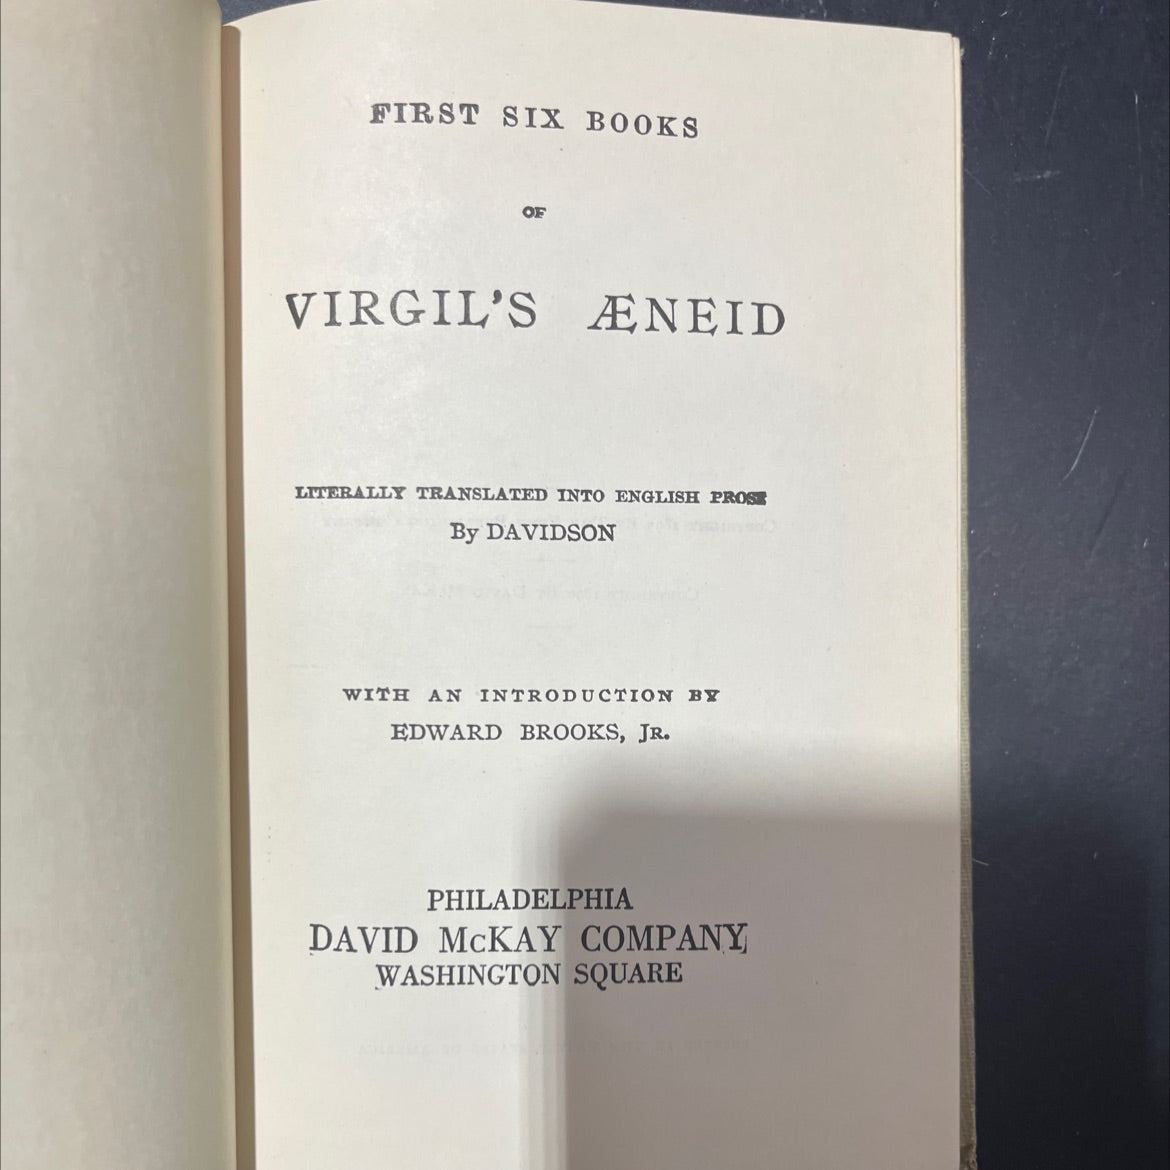 FIRST SIX BOOKS
OF
VIRGIL'S ÆNEID
LITERALLY TRANSLATED INTO ENGLISH PROSE
By DAVIDSON
WITH AN INTRODUCTION BY
EDWARD BROOKS, Jr.
PHILADELPHIA
DAVID McKAY COMPANY,
WASHINGTON SQUARE